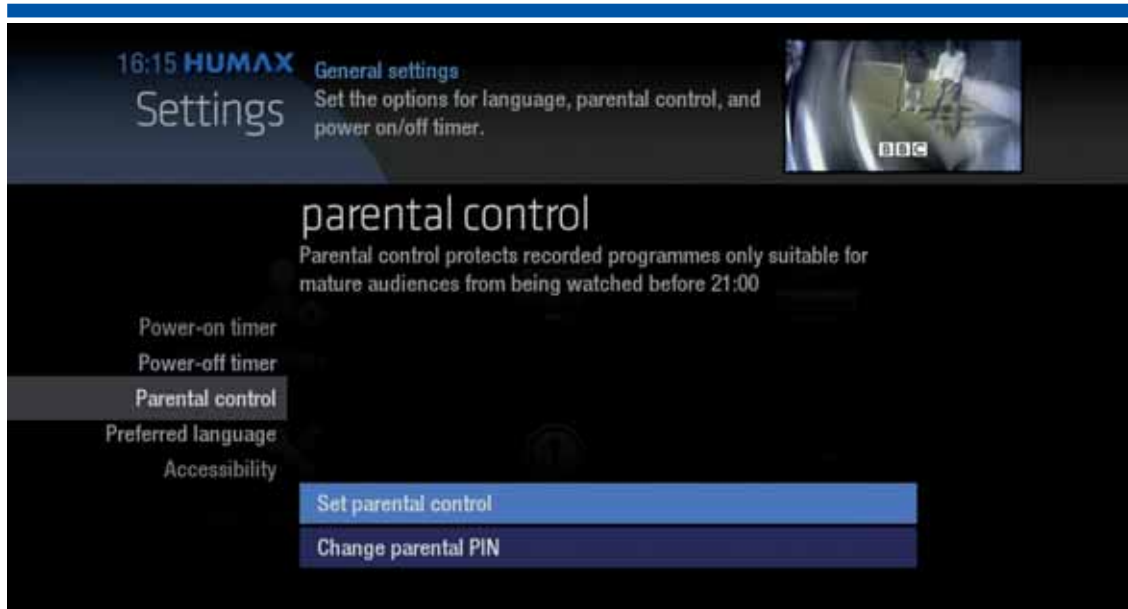 16:15 HUMAX
Settings
General settings
Set the options for language, parental control, and
power on/off timer.
BBC
parental control
Parental control protects recorded programmes only suitable for
mature audiences from being watched before 21:00
Power-on timer
Power-off timer
Parental control
Preferred language
Accessibility
Set parental control
Change parental PIN